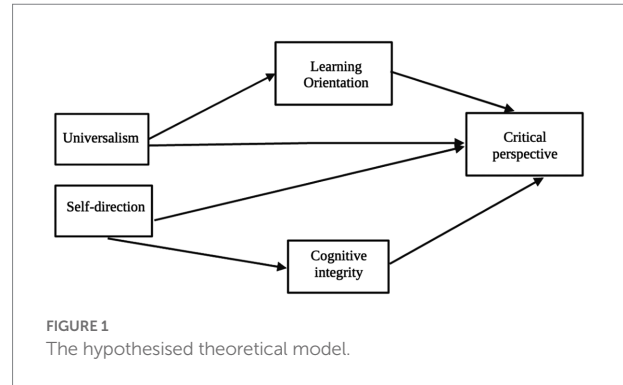 Learning
Orientation
Universalism
Critical
perspective
Self-direction
Cognitive
integrity
FIGURE 1
The hypothesised theoretical model.